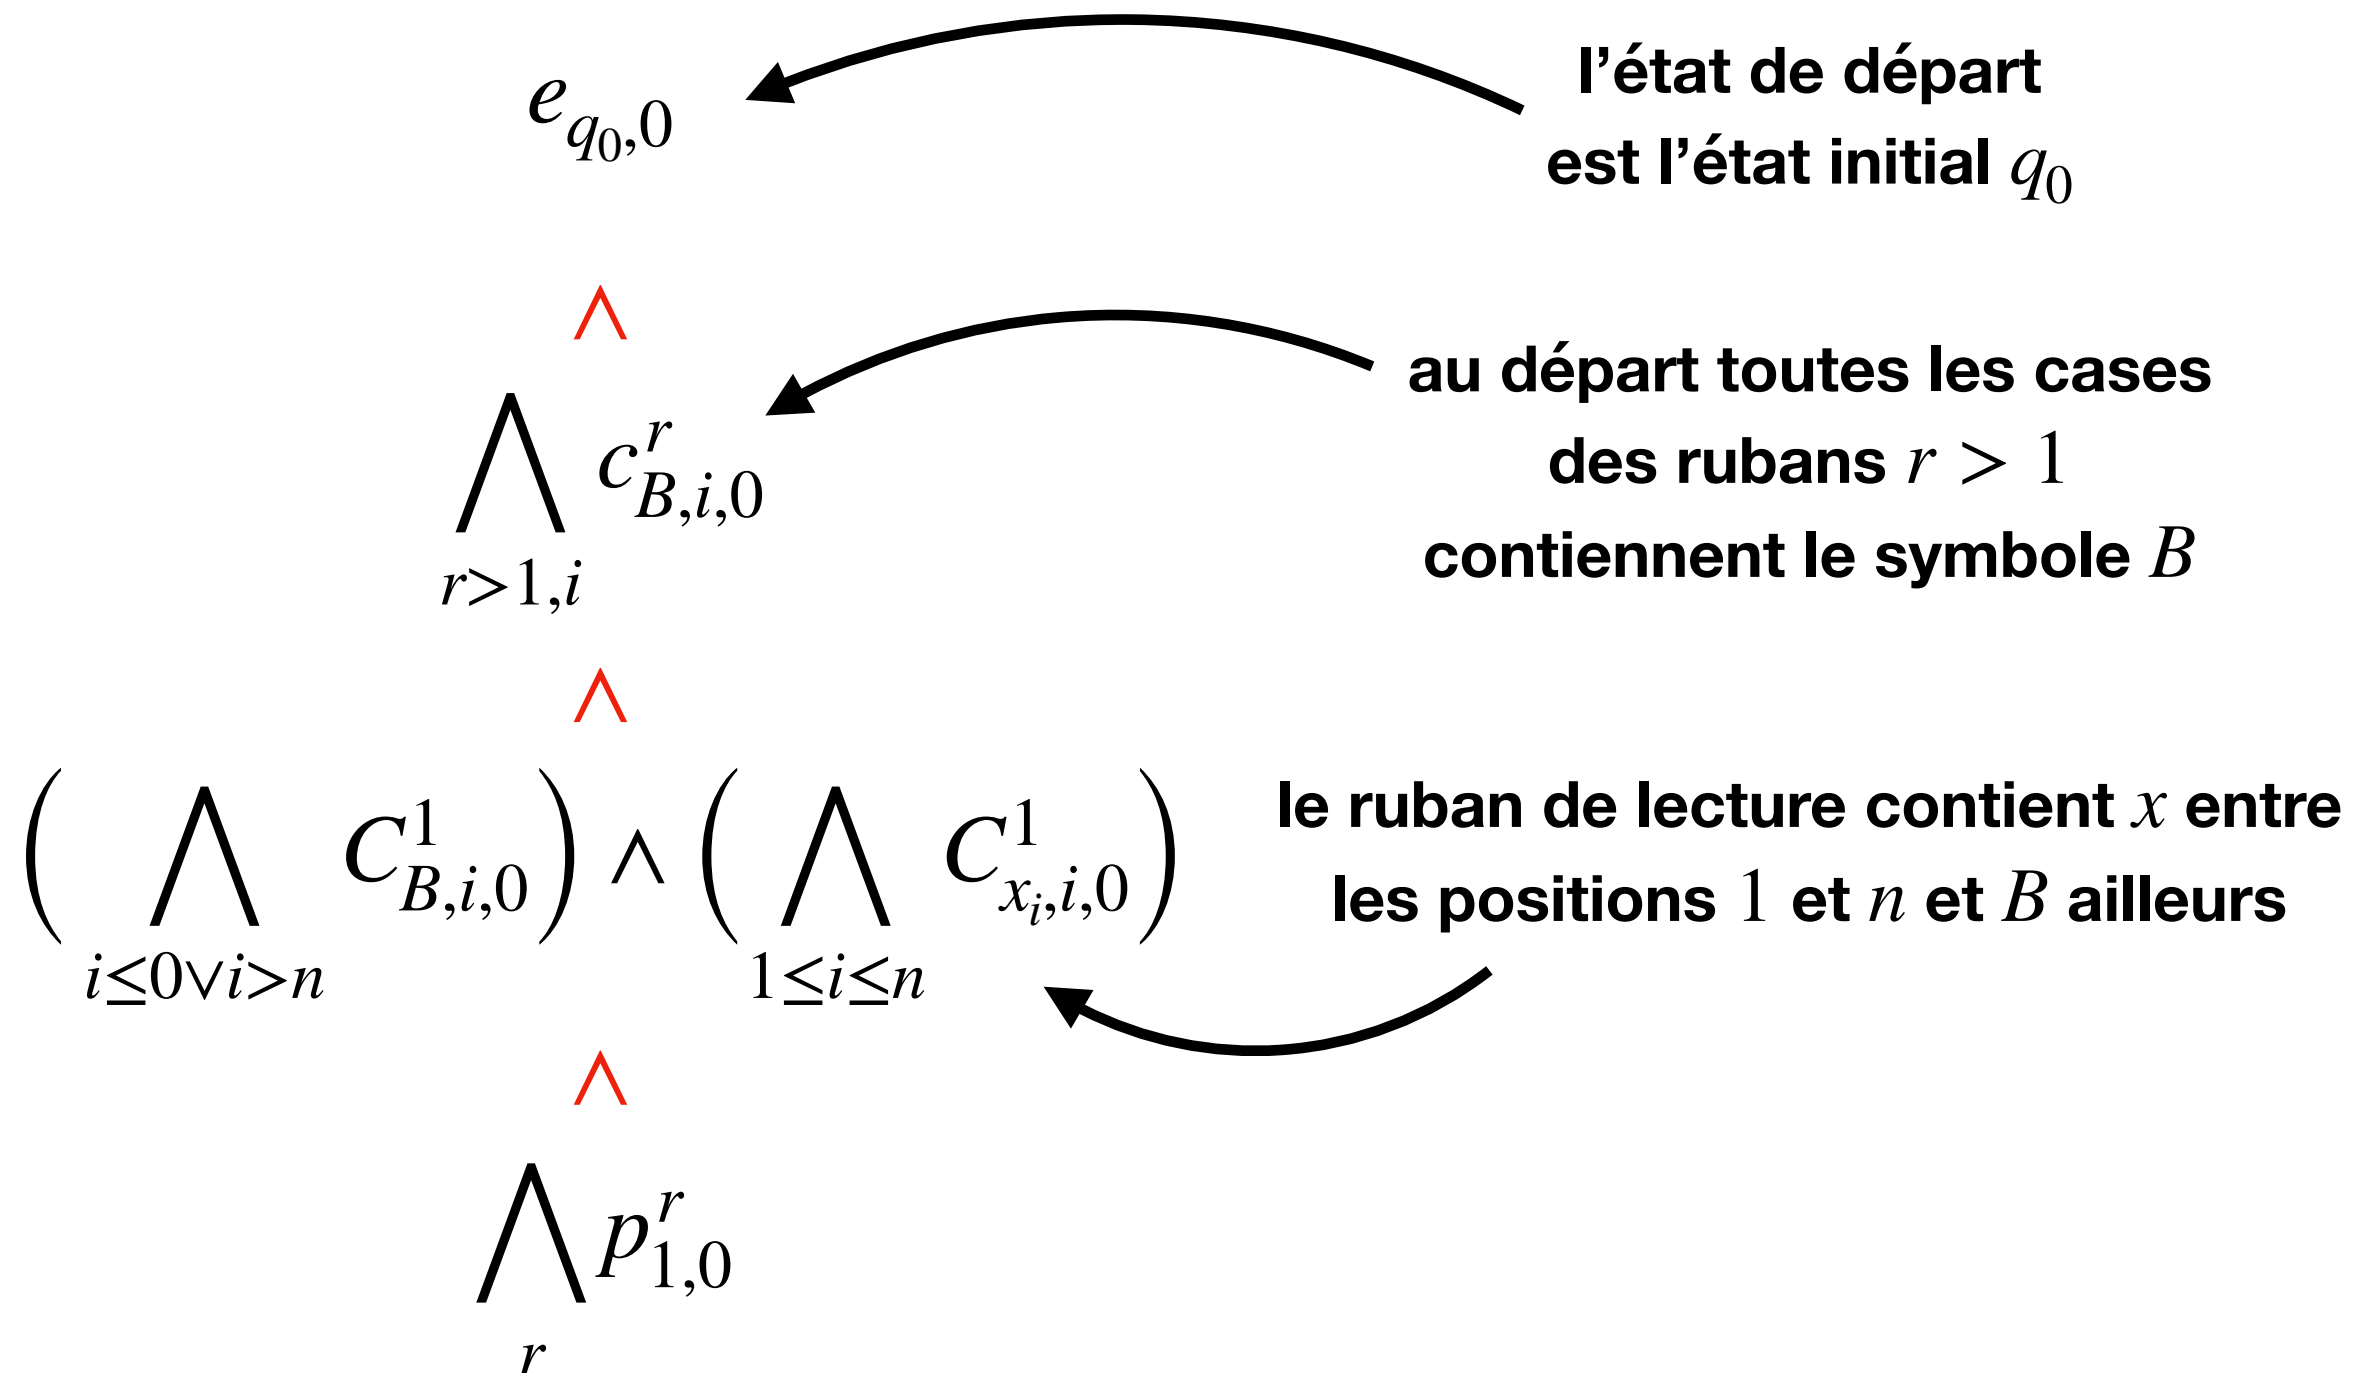 e_{q_0,0}
l’état de départ
est l’état initial q_0
∧
⋀_{r>1,i} c^r_{B,i,0}
au départ toutes les cases
des rubans r > 1
contiennent le symbole B
∧
( ⋀_{i≤0∨i>n} C^1_{B,i,0} ) ∧ ( ⋀_{1≤i≤n} C^1_{x_i,i,0} )
le ruban de lecture contient x entre
les positions 1 et n et B ailleurs
∧
⋀_r p^r_{1,0}